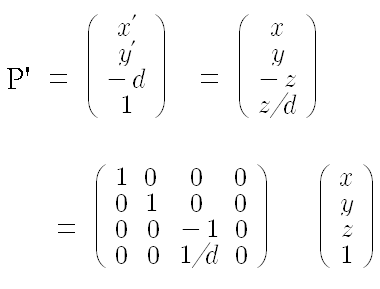 P' = ( x' y' −d 1 ) = ( x y −z z/d )
= ( 1 0 0 0
0 1 0 0
0 0 −1 0
0 0 1/d 0 ) ( x y z 1 )